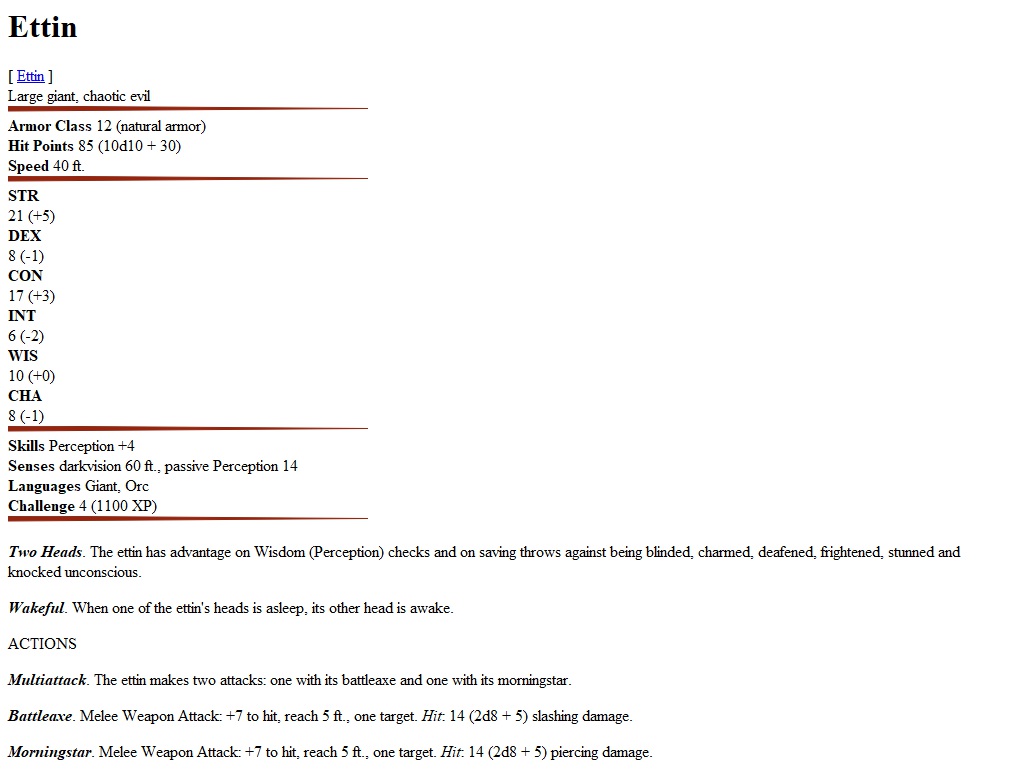 Ettin
[ Ettin ]
Large giant, chaotic evil
Armor Class 12 (natural armor)
Hit Points 85 (10d10 + 30)
Speed 40 ft.
STR
21 (+5)
DEX
8 (-1)
CON
17 (+3)
INT
6 (-2)
WIS
10 (+0)
CHA
8 (-1)
Skills Perception +4
Senses darkvision 60 ft., passive Perception 14
Languages Giant, Orc
Challenge 4 (1100 XP)
Two Heads. The ettin has advantage on Wisdom (Perception) checks and on saving throws against being blinded, charmed, deafened, frightened, stunned and
knocked unconscious.
Wakeful. When one of the ettin's heads is asleep, its other head is awake.
ACTIONS
Multiattack. The ettin makes two attacks: one with its battleaxe and one with its morningstar.
Battleaxe. Melee Weapon Attack: +7 to hit, reach 5 ft., one target. Hit: 14 (2d8 + 5) slashing damage.
Morningstar. Melee Weapon Attack: +7 to hit, reach 5 ft., one target. Hit: 14 (2d8 + 5) piercing damage.